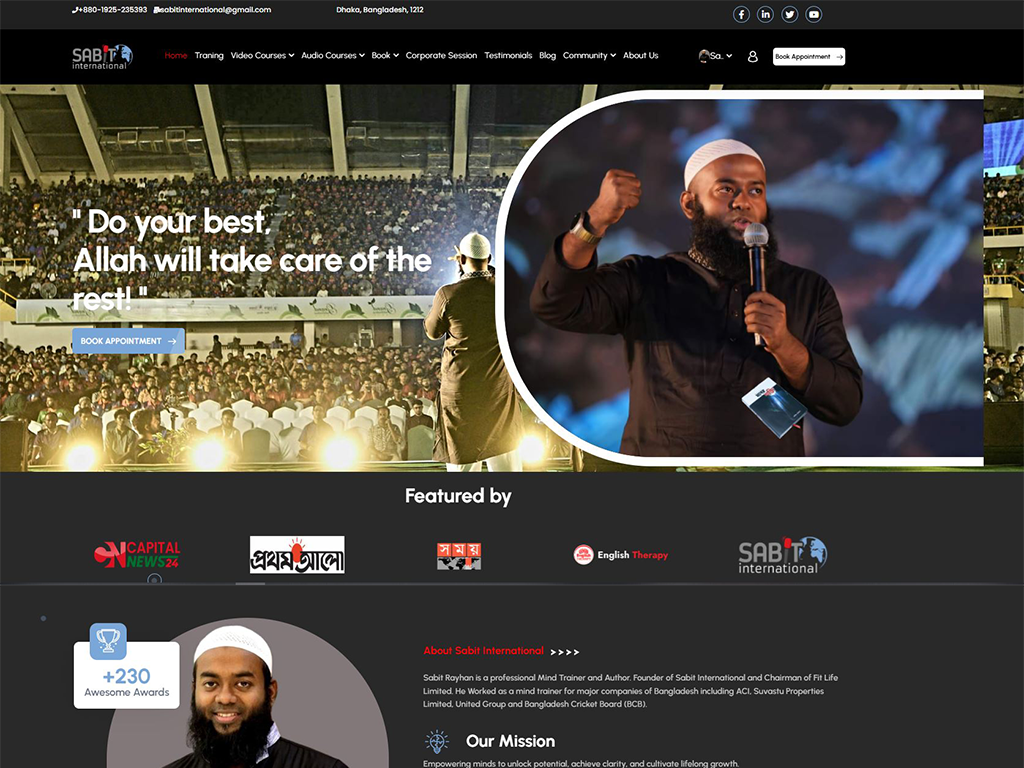 +880-1925-235393 sabitinternational@gmail.com Dhaka, Bangladesh, 1212
SABIT
international
Home Traning Video Courses Audio Courses Book Corporate Session Testimonials Blog Community About Us Sa.. Book Appointment
" Do your best,
Allah will take care of the
rest! "
BOOK APPOINTMENT
Featured by
CAPITAL
NEWS24
প্রথম আলো
সময়
English Therapy
SABIT
international
+230
Awesome Awards
About Sabit International >>>>
Sabit Rayhan is a professional Mind Trainer and Author. Founder of Sabit International and Chairman of Fit Life
Limited. He Worked as a mind trainer for major companies of Bangladesh including ACI, Suvastu Properties
Limited, United Group and Bangladesh Cricket Board (BCB).
Our Mission
Empowering minds to unlock potential, achieve clarity, and cultivate lifelong growth.